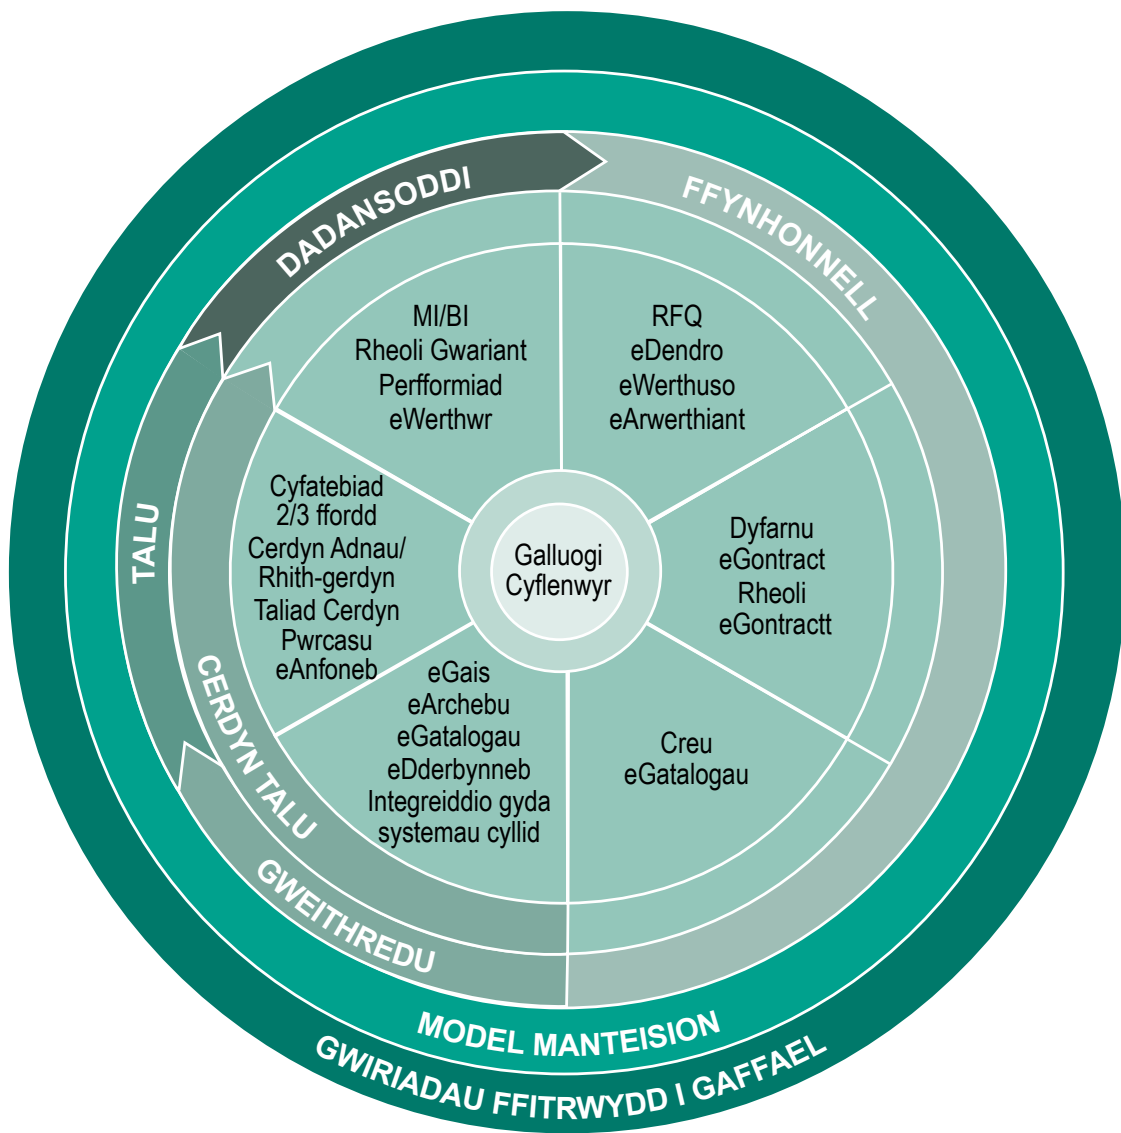 DADANSODDI
FFYNHONNELL
MI/BI
Rheoli Gwariant
Perfformiad
eWerthwr
RFQ
eDendro
eWerthuso
eArwerthiant
TALU
Cyfatebiad
2/3 ffordd
Cerdyn Adnau/
Rhith-gerdyn
Taliad Cerdyn
Pwrcasu
eAnfoneb
Galluogi
Cyflenwyr
Dyfarnu
eGontract
Rheoli
eGontractt
CERDYN TALU
eGais
eArchebu
eGatalogau
eDderbynneb
Integreiddio gyda
systemau cyllid
Creu
eGatalogau
GWEITHREDU
MODEL MANTEISION
GWIRIADAU FFITRWYDD I GAFFAEL